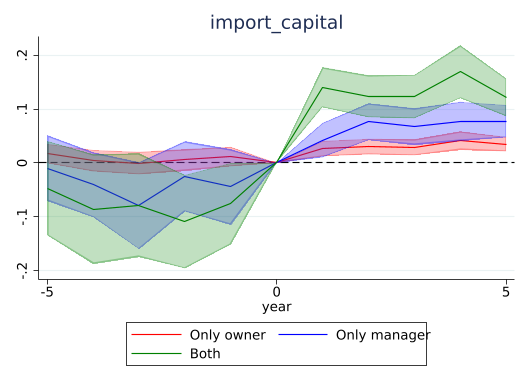 import_capital
.2
.1
0
-.1
-.2
-5 0 5
year
Only owner Only manager
Both